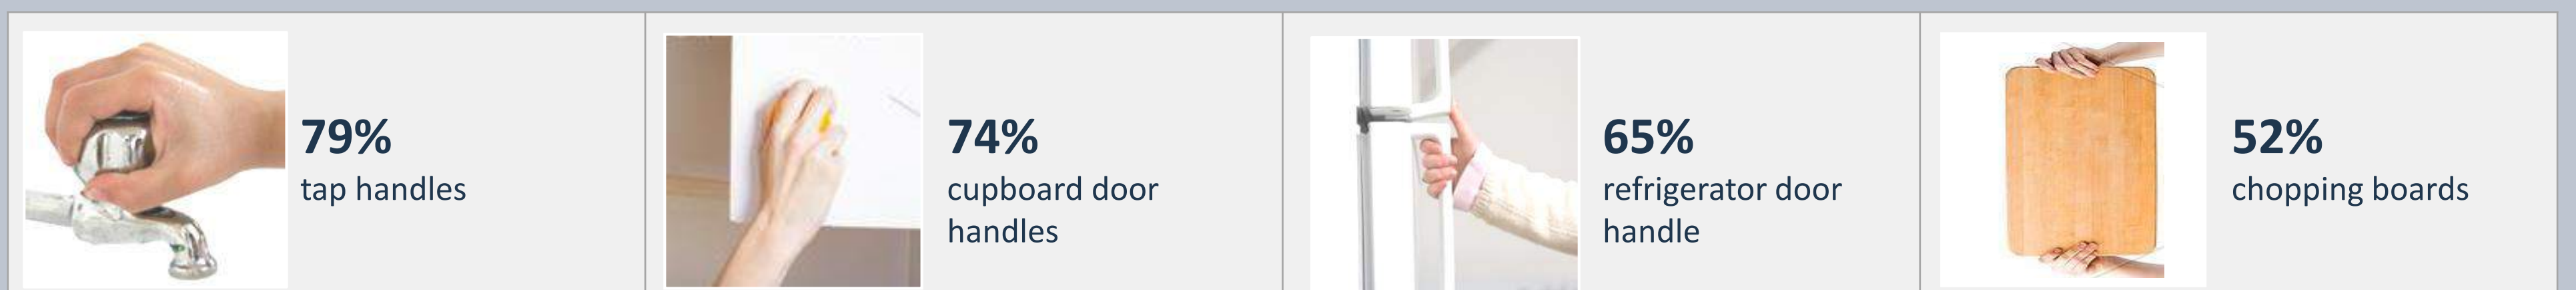 79%
tap handles
74%
cupboard door
handles
65%
refrigerator door
handle
52%
chopping boards